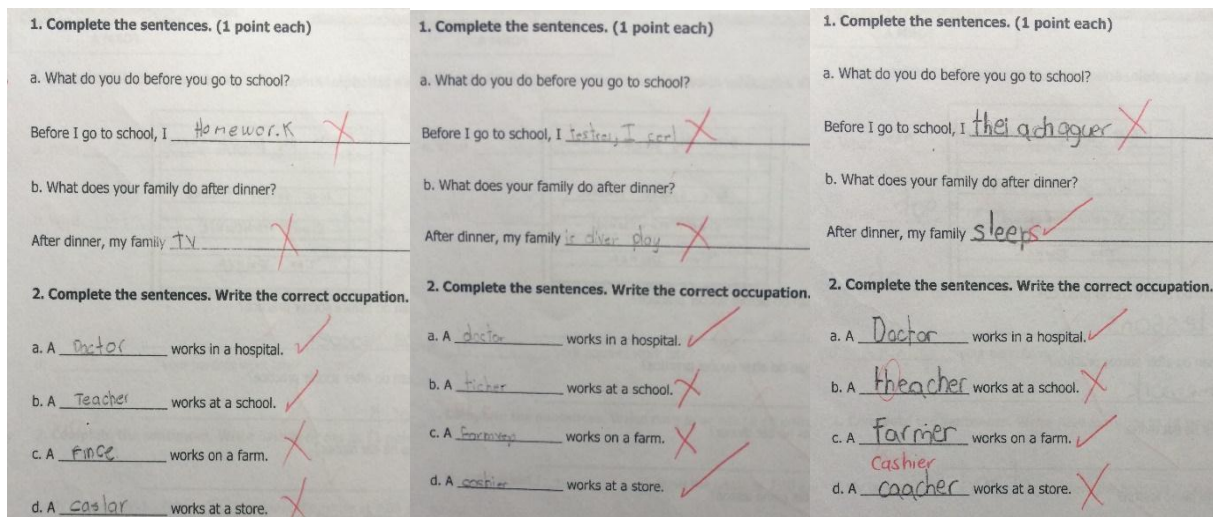 1. Complete the sentences. (1 point each)
a. What do you do before you go to school?
Before I go to school, I Homework
b. What does your family do after dinner?
After dinner, my family TV
2. Complete the sentences. Write the correct occupation.
a. A Doctor works in a hospital.
b. A Teacher works at a school.
c. A Fince works on a farm.
d. A caslar works at a store.
1. Complete the sentences. (1 point each)
a. What do you do before you go to school?
Before I go to school, I
b. What does your family do after dinner?
After dinner, my family is diver play
2. Complete the sentences. Write the correct occupation.
a. A doctor works in a hospital.
b. A ticher works at a school.
c. A works on a farm.
d. A cashier works at a store.
1. Complete the sentences. (1 point each)
a. What do you do before you go to school?
Before I go to school, I thei achaguer
b. What does your family do after dinner?
After dinner, my family sleeps
2. Complete the sentences. Write the correct occupation.
a. A Doctor works in a hospital.
b. A theacher works at a school.
c. A farmer works on a farm.
Cashier
d. A caacher works at a store.